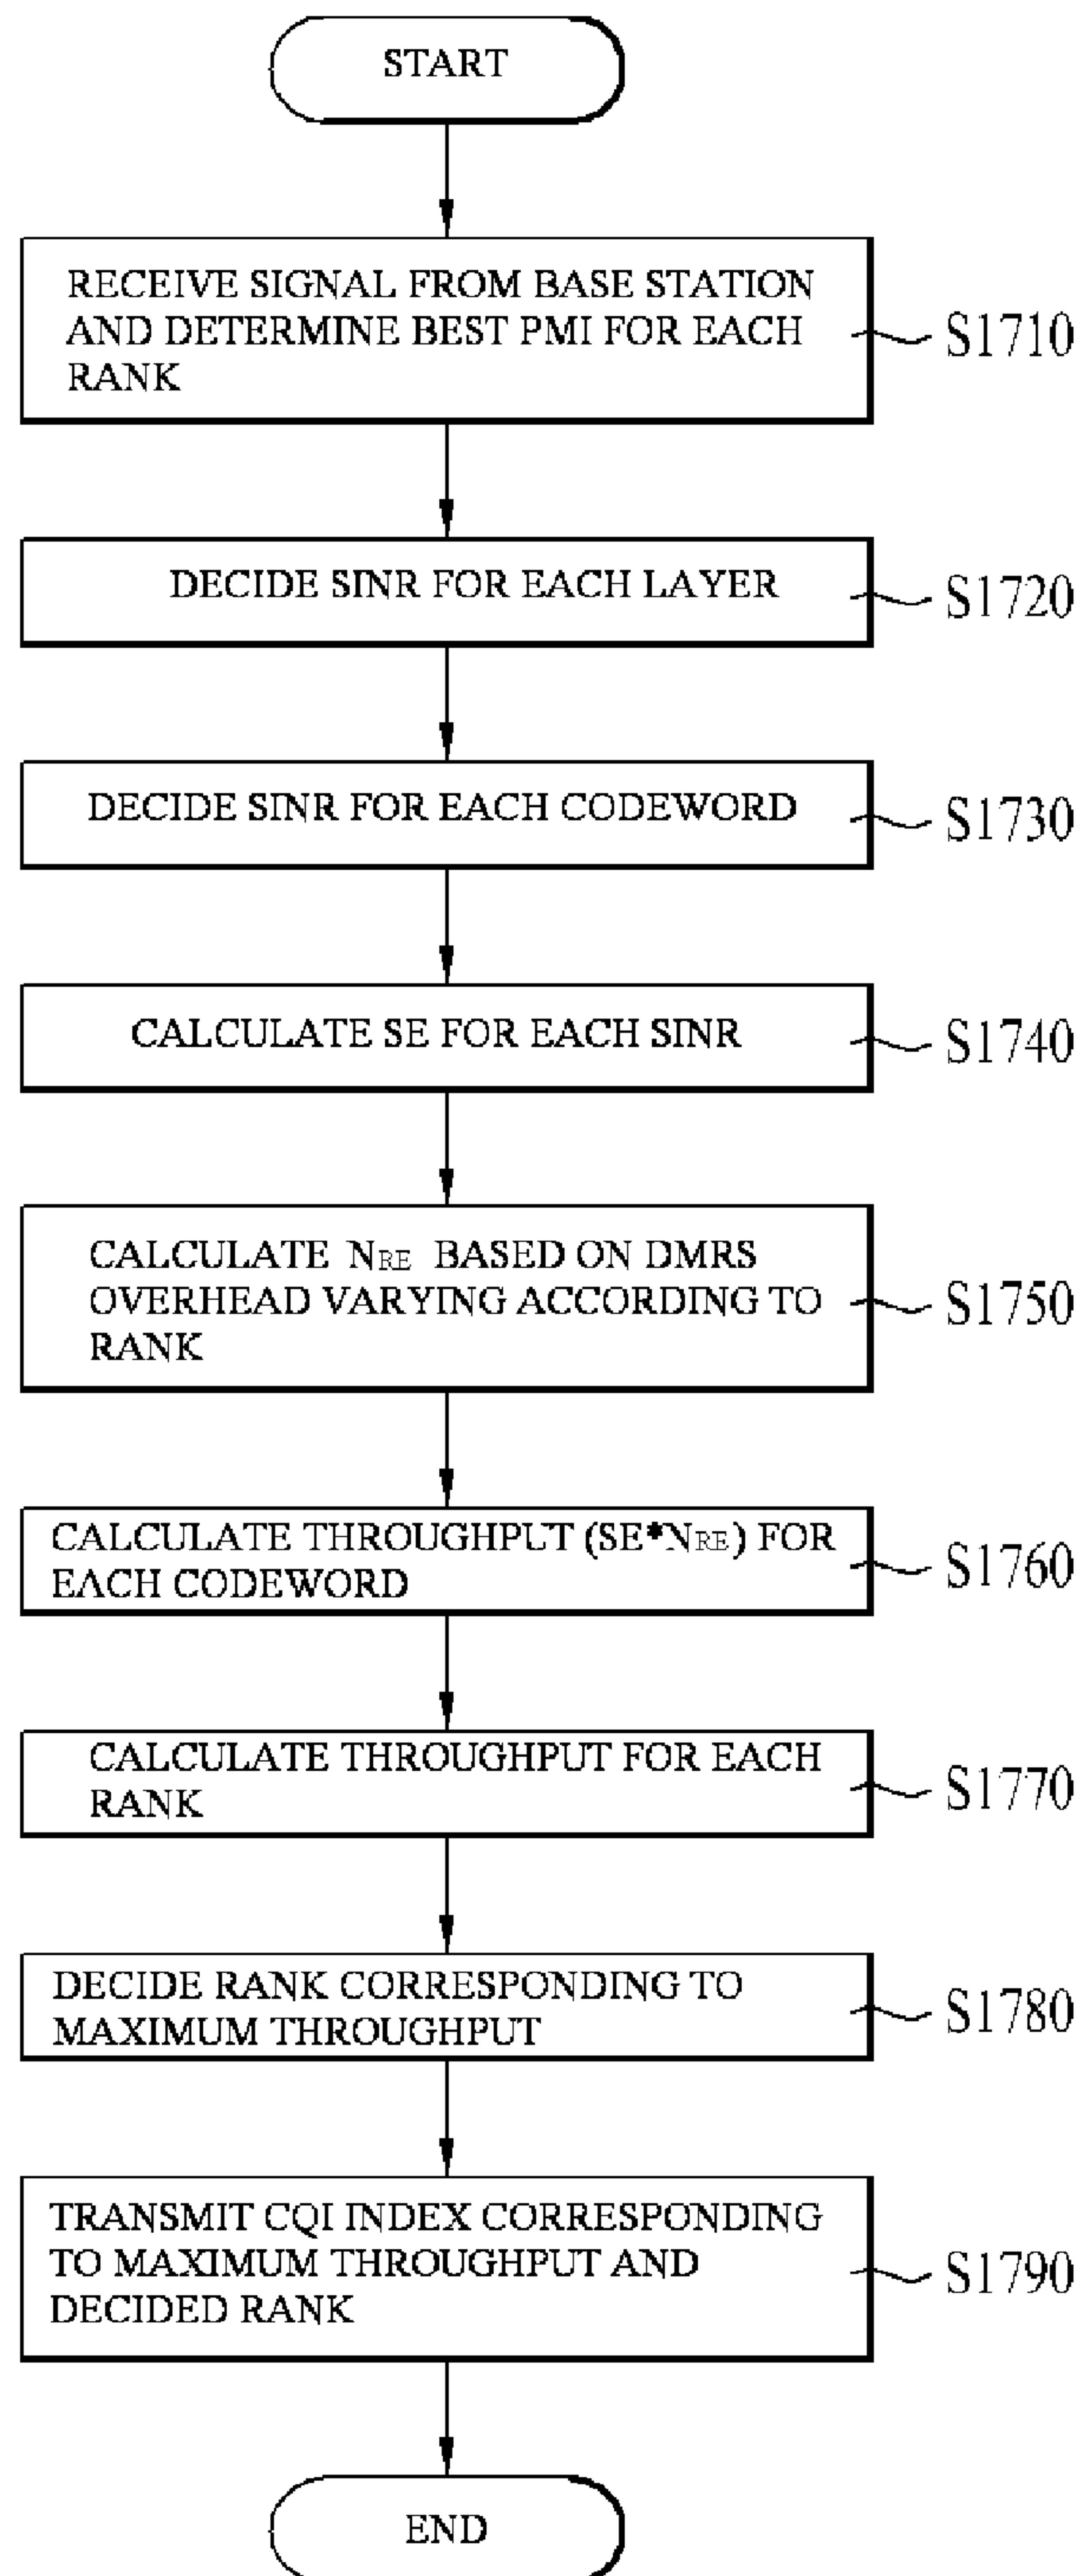 START
RECEIVE SIGNAL FROM BASE STATION
AND DETERMINE BEST PMI FOR EACH
RANK
S1710
DECIDE SINR FOR EACH LAYER
S1720
DECIDE SINR FOR EACH CODEWORD
S1730
CALCULATE SE FOR EACH SINR
S1740
CALCULATE NRE BASED ON DMRS
OVERHEAD VARYING ACCORDING TO
RANK
S1750
CALCULATE THROUGHPUT (SE*NRE) FOR
EACH CODEWORD
S1760
CALCULATE THROUGHPUT FOR EACH
RANK
S1770
DECIDE RANK CORRESPONDING TO
MAXIMUM THROUGHPUT
S1780
TRANSMIT CQI INDEX CORRESPONDING
TO MAXIMUM THROUGHPUT AND
DECIDED RANK
S1790
END